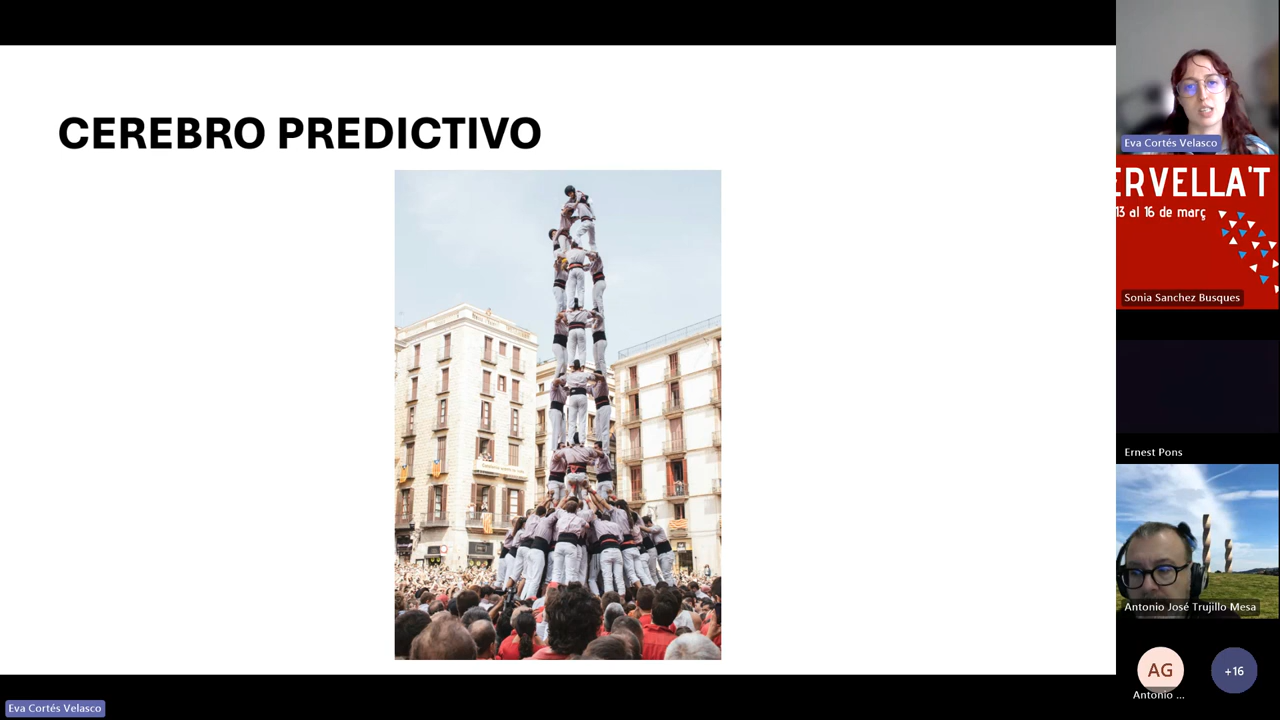 CEREBRO PREDICTIVO
Eva Cortés Velasco
ERVELLA'T
13 al 16 de març
Sonia Sanchez Busques
Ernest Pons
Antonio José Trujillo Mesa
AG
Antonio ...
+16
Eva Cortés Velasco